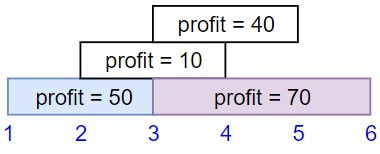 profit = 40
profit = 10
profit = 50 profit = 70
1 2 3 4 5 6